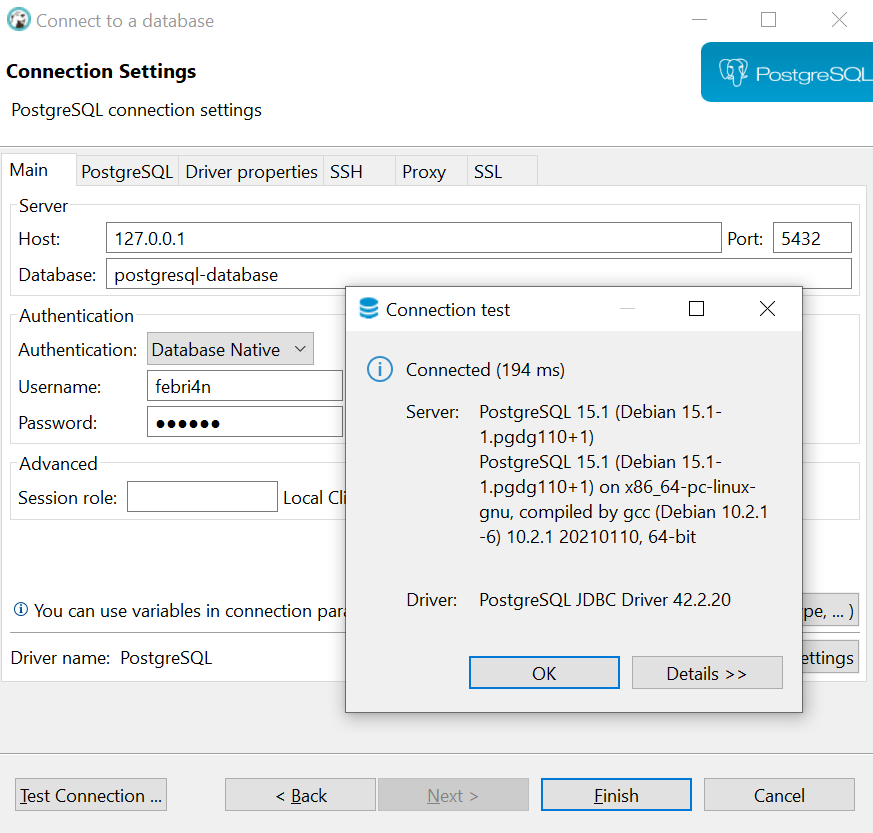 Connect to a database
Connection Settings
PostgreSQL
PostgreSQL connection settings
Main PostgreSQL Driver properties SSH Proxy SSL
Server
Host: 127.0.0.1 Port: 5432
Database: postgresql-database
Authentication
Authentication: Database Native
Username: febri4n
Password: ●●●●●●
Advanced
Session role: Local Cli
You can use variables in connection para
pe, ... )
Driver name: PostgreSQL
ettings
Connection test
Connected (194 ms)
Server: PostgreSQL 15.1 (Debian 15.1-
1.pgdg110+1)
PostgreSQL 15.1 (Debian 15.1-
1.pgdg110+1) on x86_64-pc-linux-
gnu, compiled by gcc (Debian 10.2.1
-6) 10.2.1 20210110, 64-bit
Driver: PostgreSQL JDBC Driver 42.2.20
OK Details >>
Test Connection ... < Back Next > Finish Cancel